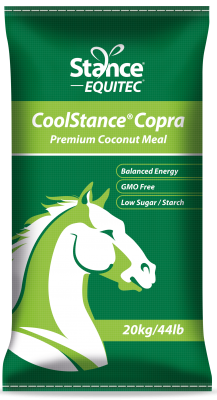 Stance®
EQUITEC®
CoolStance® Copra
Premium Coconut Meal
Balanced Energy
GMO Free
Low Sugar / Starch
20kg/44lb